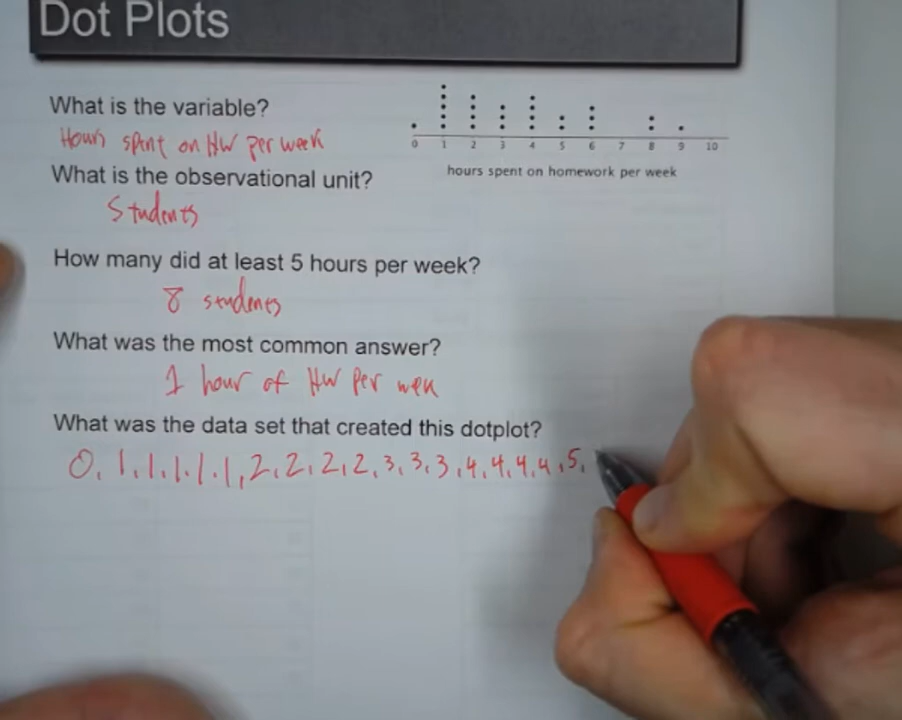 Dot Plots
What is the variable?
Hours spent on HW per week
0 1 2 3 4 5 6 7 8 9 10
hours spent on homework per week
What is the observational unit?
Students
How many did at least 5 hours per week?
8 students
What was the most common answer?
1 hour of HW per wek
What was the data set that created this dotplot?
0, 1, 1, 1, 1, 1, 2, 2, 2, 2, 3, 3, 3, 4, 4, 4, 4, 5,